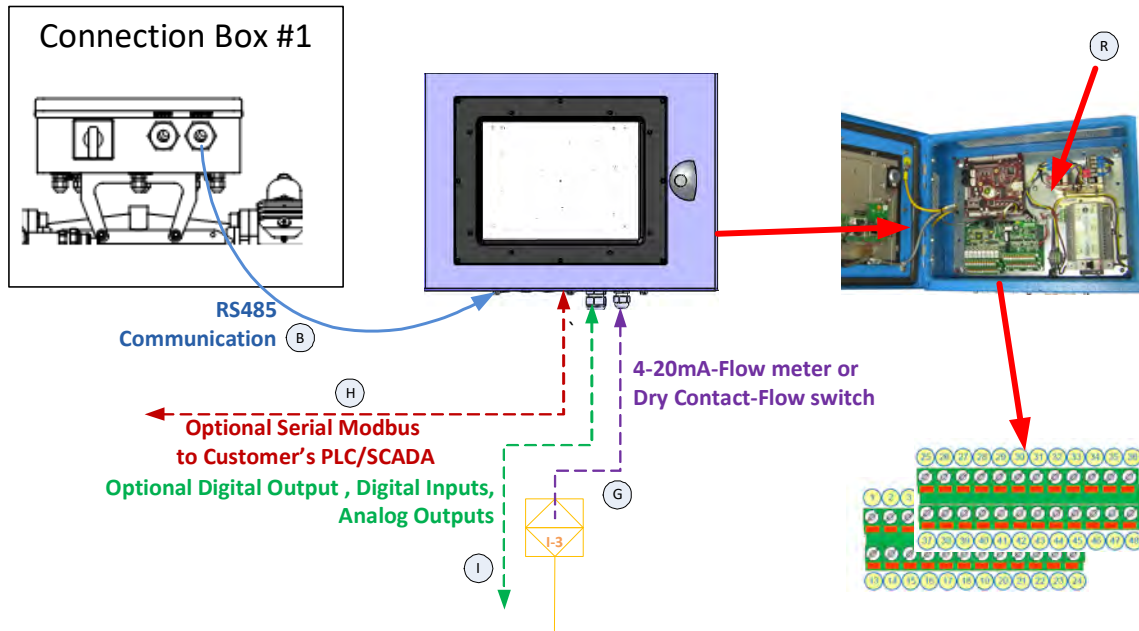 Connection Box #1
R
RS485
Communication
B
4-20mA-Flow meter or
Dry Contact-Flow switch
H
Optional Serial Modbus
to Customer's PLC/SCADA
Optional Digital Output , Digital Inputs,
Analog Outputs
G
I-3
I
25 26 27 28 29 30 31 32 33 34 35 36
1 2 3
37 38 39 40 41 42 43 44 45 46 47 48
13 14 15 16 17 18 19 20 21 22 23 24